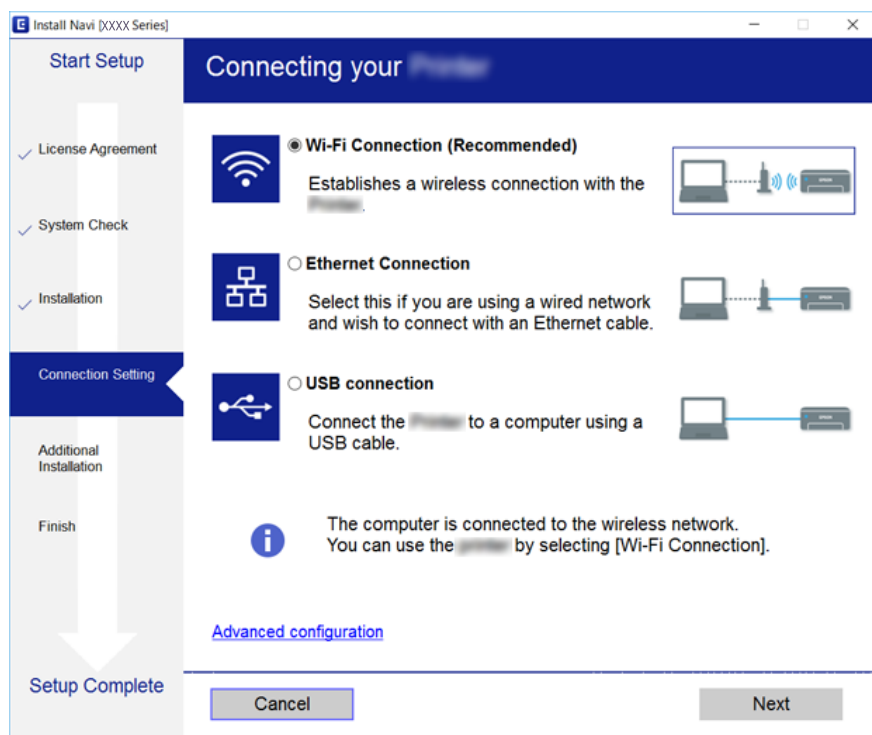 Install Navi [XXXX Series]
Start Setup
License Agreement
System Check
Installation
Connection Setting
Additional
Installation
Finish
Setup Complete
Connecting your
Wi-Fi Connection (Recommended)
Establishes a wireless connection with the
.
Ethernet Connection
Select this if you are using a wired network
and wish to connect with an Ethernet cable.
USB connection
Connect the to a computer using a
USB cable.
The computer is connected to the wireless network.
You can use the by selecting [Wi-Fi Connection].
Advanced configuration
Cancel
Next